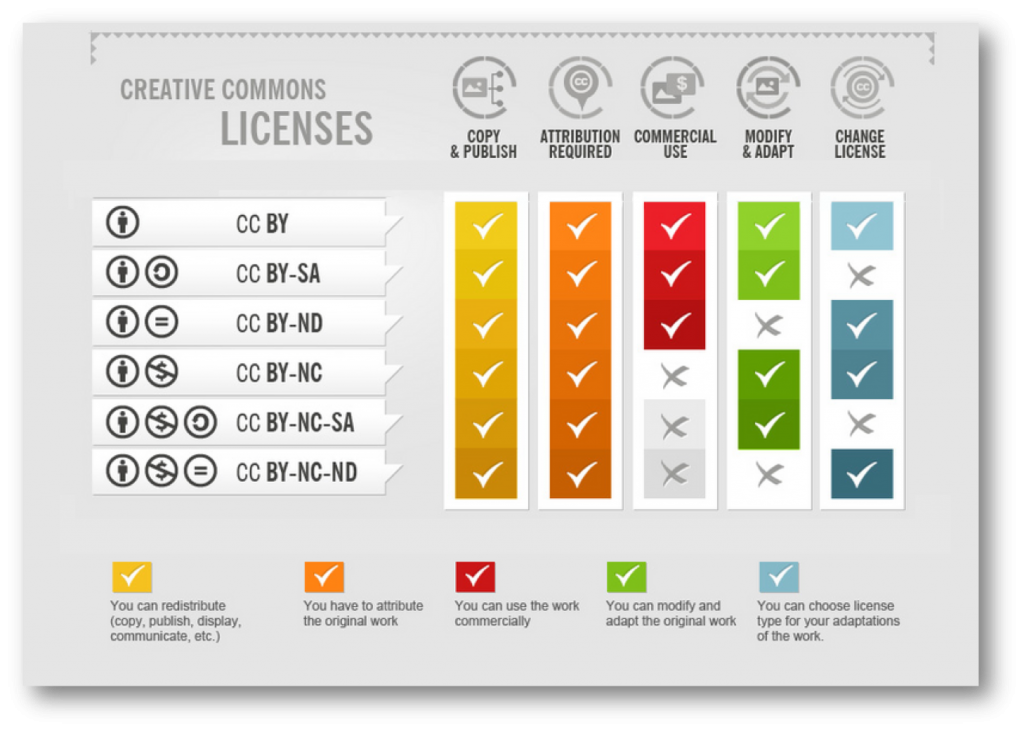 CREATIVE COMMONS
LICENSES
COPY
& PUBLISH
ATTRIBUTION
REQUIRED
COMMERCIAL
USE
MODIFY
& ADAPT
CHANGE
LICENSE
CC BY
CC BY-SA
CC BY-ND
CC BY-NC
CC BY-NC-SA
CC BY-NC-ND
You can redistribute
(copy, publish, display,
communicate, etc.)
You have to attribute
the original work
You can use the work
commercially
You can modify and
adapt the original work
You can choose license
type for your adaptations
of the work.